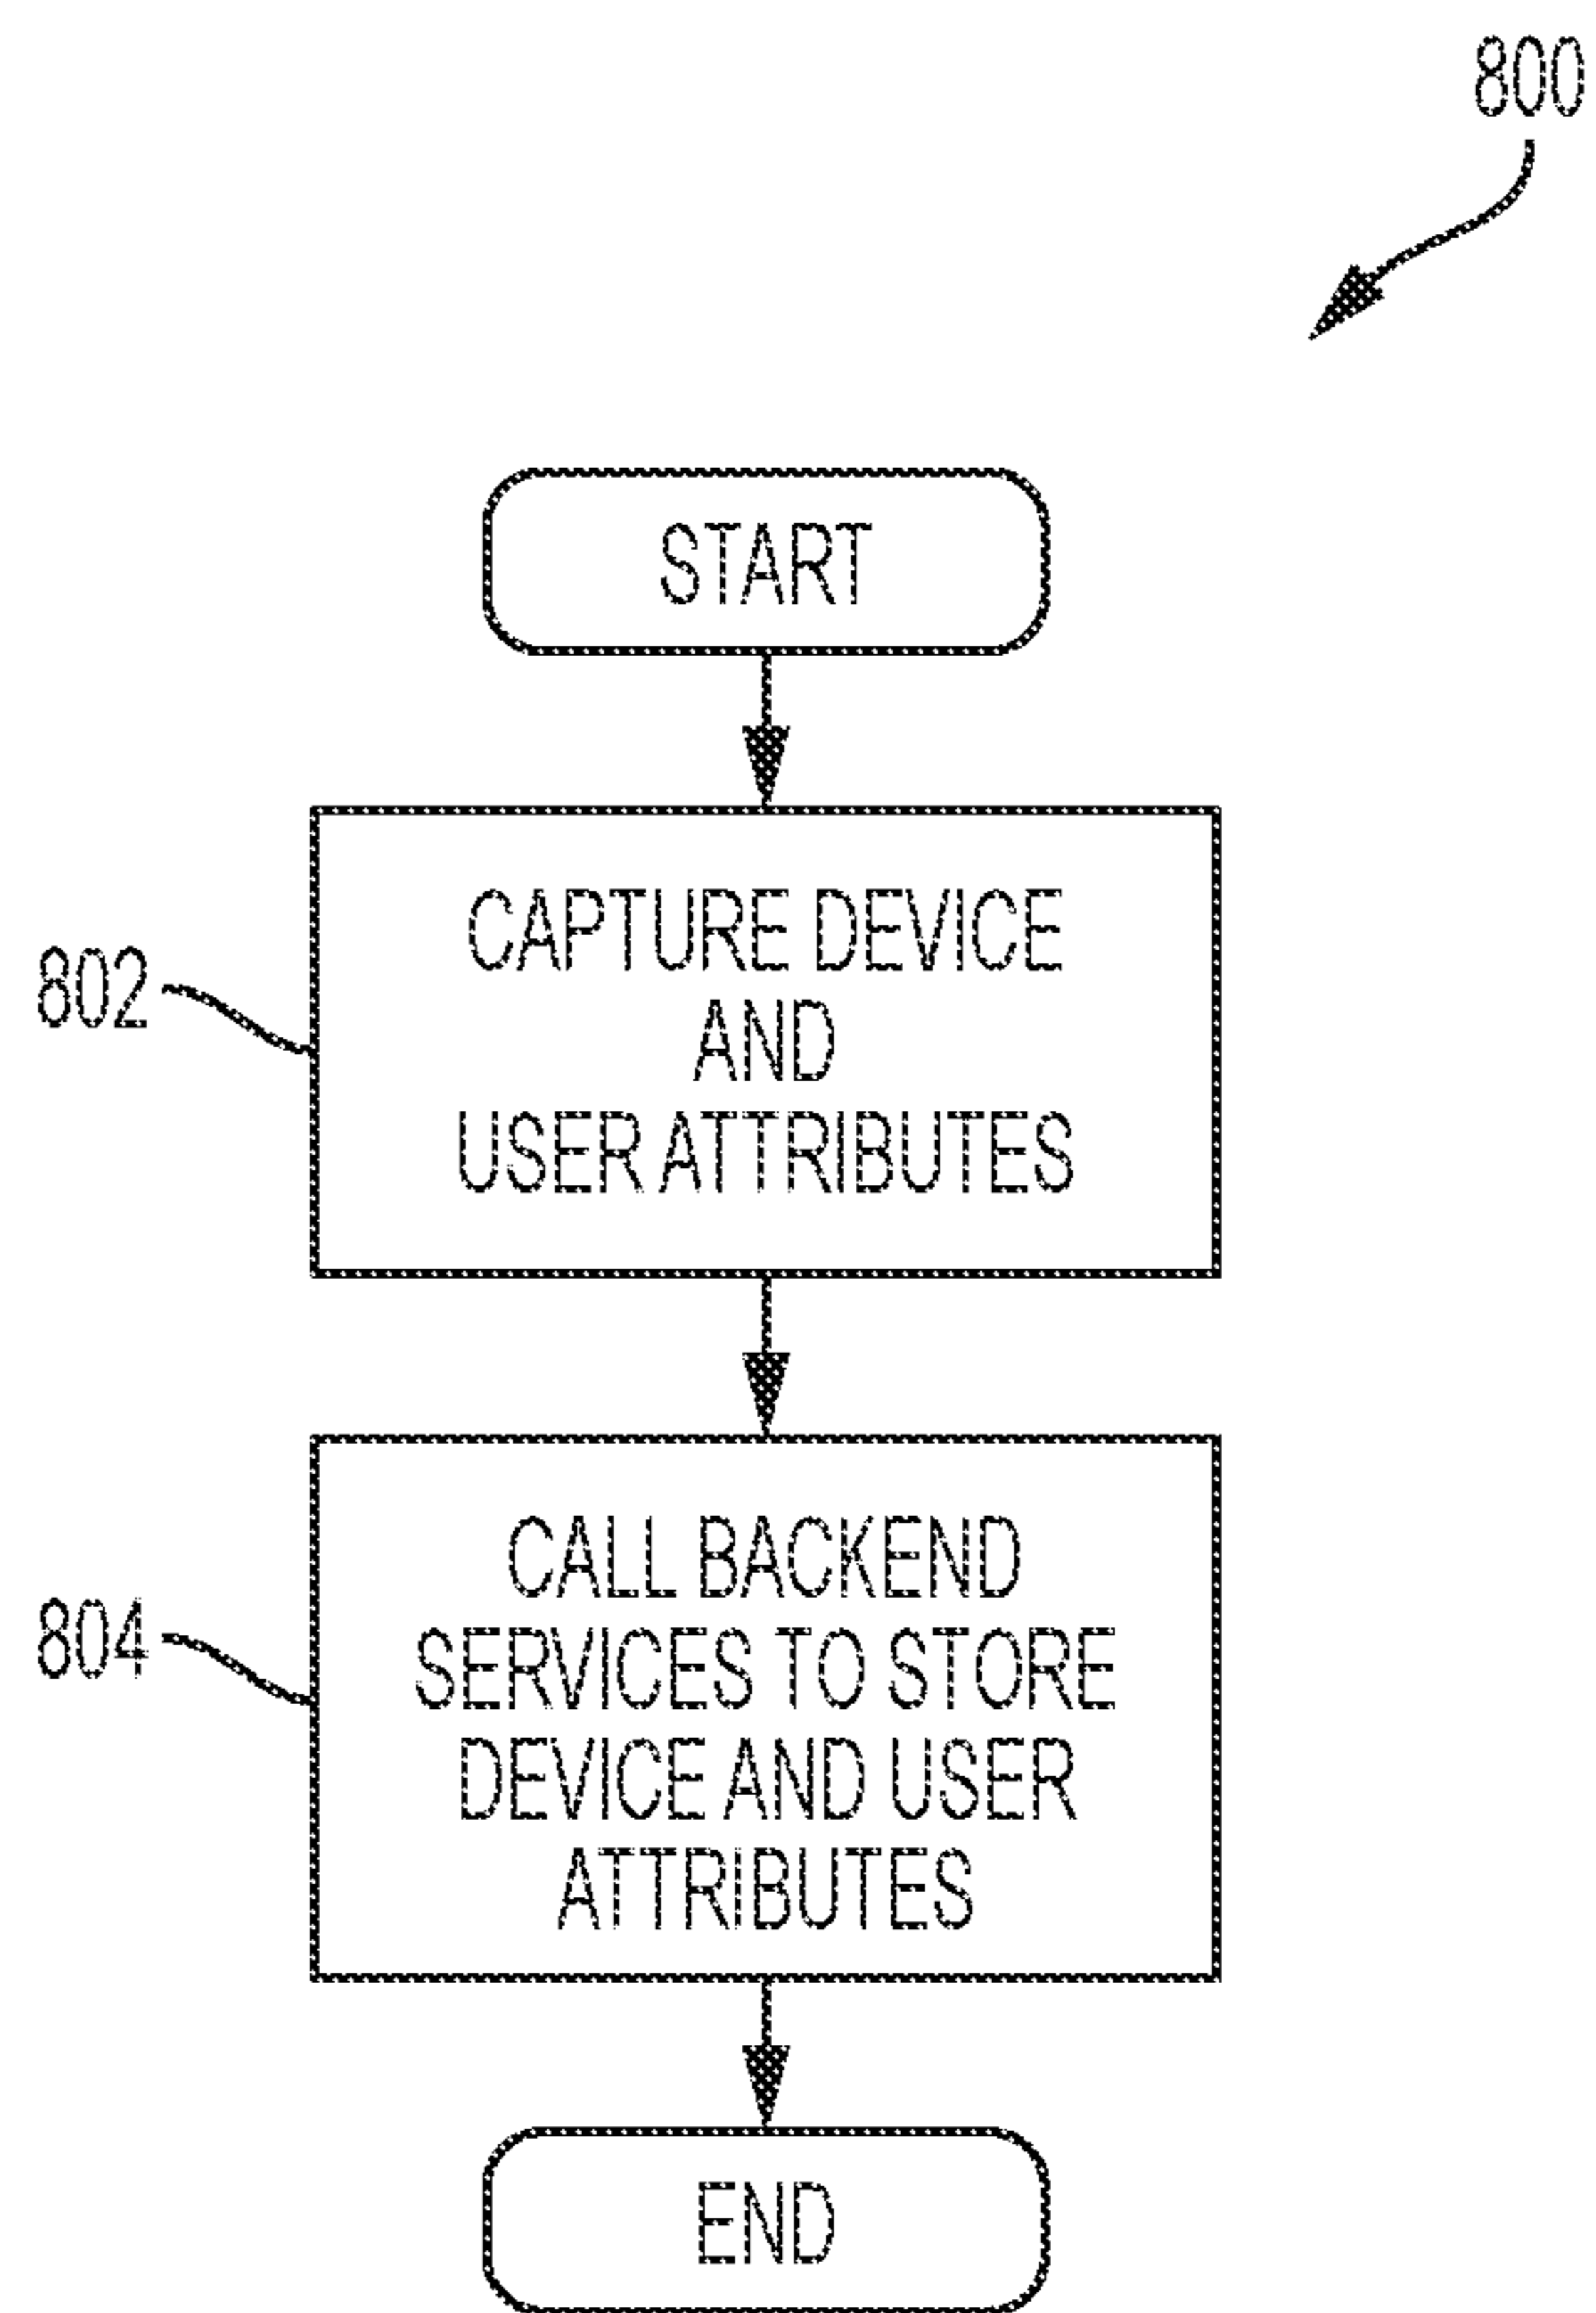 800
START
802
CAPTURE DEVICE
AND
USER ATTRIBUTES
804
CALL BACKEND
SERVICES TO STORE
DEVICE AND USER
ATTRIBUTES
END